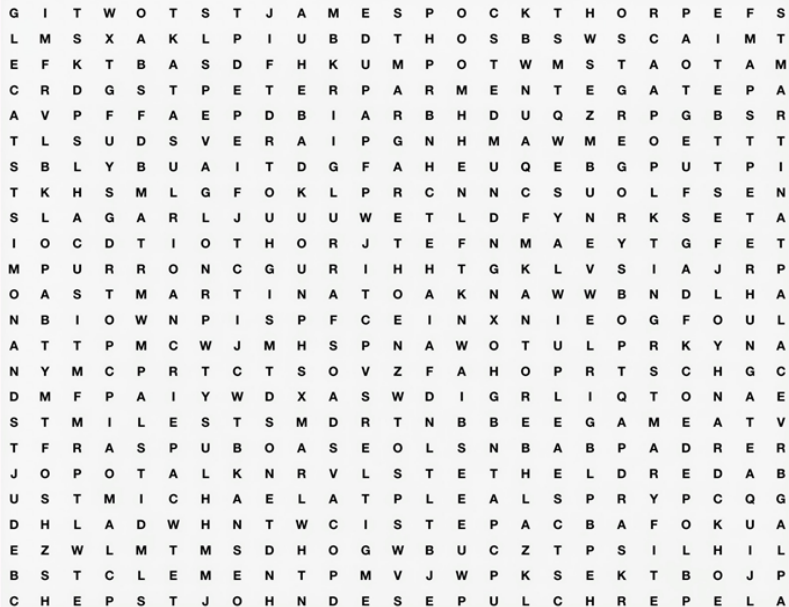 G I T W O T S T J A M E S P O C K T H O R P E F S
L M S X A K L P I U B D T H O S B S W S C A I M T
E F K T B A S D F H K U M P O T W M S T A O T A M
C R D G S T P E T E R P A R M E N T E G A T E P A
A V P F F A E P D B I A R B H D U Q Z R P G B S R
T L S U D S V E R A I P G N H M A W M E O E T T T
S B L Y B U A I T D G F A H E U Q E B G P U T P I
T K H S M L G F O K L P R C N N C S U O L F S E N
S L A G A R L J U U U W E T L D F Y N R K S E T A
I O C D T I O T H O R J T E F N M A E Y T G F E T
M P U R R O N C G U R I H H T G K L V S I A J R P
O A S T M A R T I N A T O A K N A W W B N D L H A
N B I O W N P I S P F C E I N X N I E O G F O U L
A T T P M C W J M H S P N A W O T U L P R K Y N A
N Y M C P R T C T S O V Z F A H O P R T S C H G C
D M F P A I Y W D X A S W D I G R L I Q T O N A E
S T M I L E S T S M D R T N B B E E G A M E A T V
T F R A S P U B O A S E O L S N B A B P A D R E R
J O P O T A L K N R V L S T E T H E L D R E D A B
U S T M I C H A E L A T P L E A L S P R Y P C Q G
D H L A D W H N T W C I S T E P A C B A F O K U A
E Z W L M T M S D H O G W B U C Z T P S I L H I L
B S T C L E M E N T P M V J W P K S E K T B O J P
C H E P S T J O H N D E S E P U L C H R E P E L A